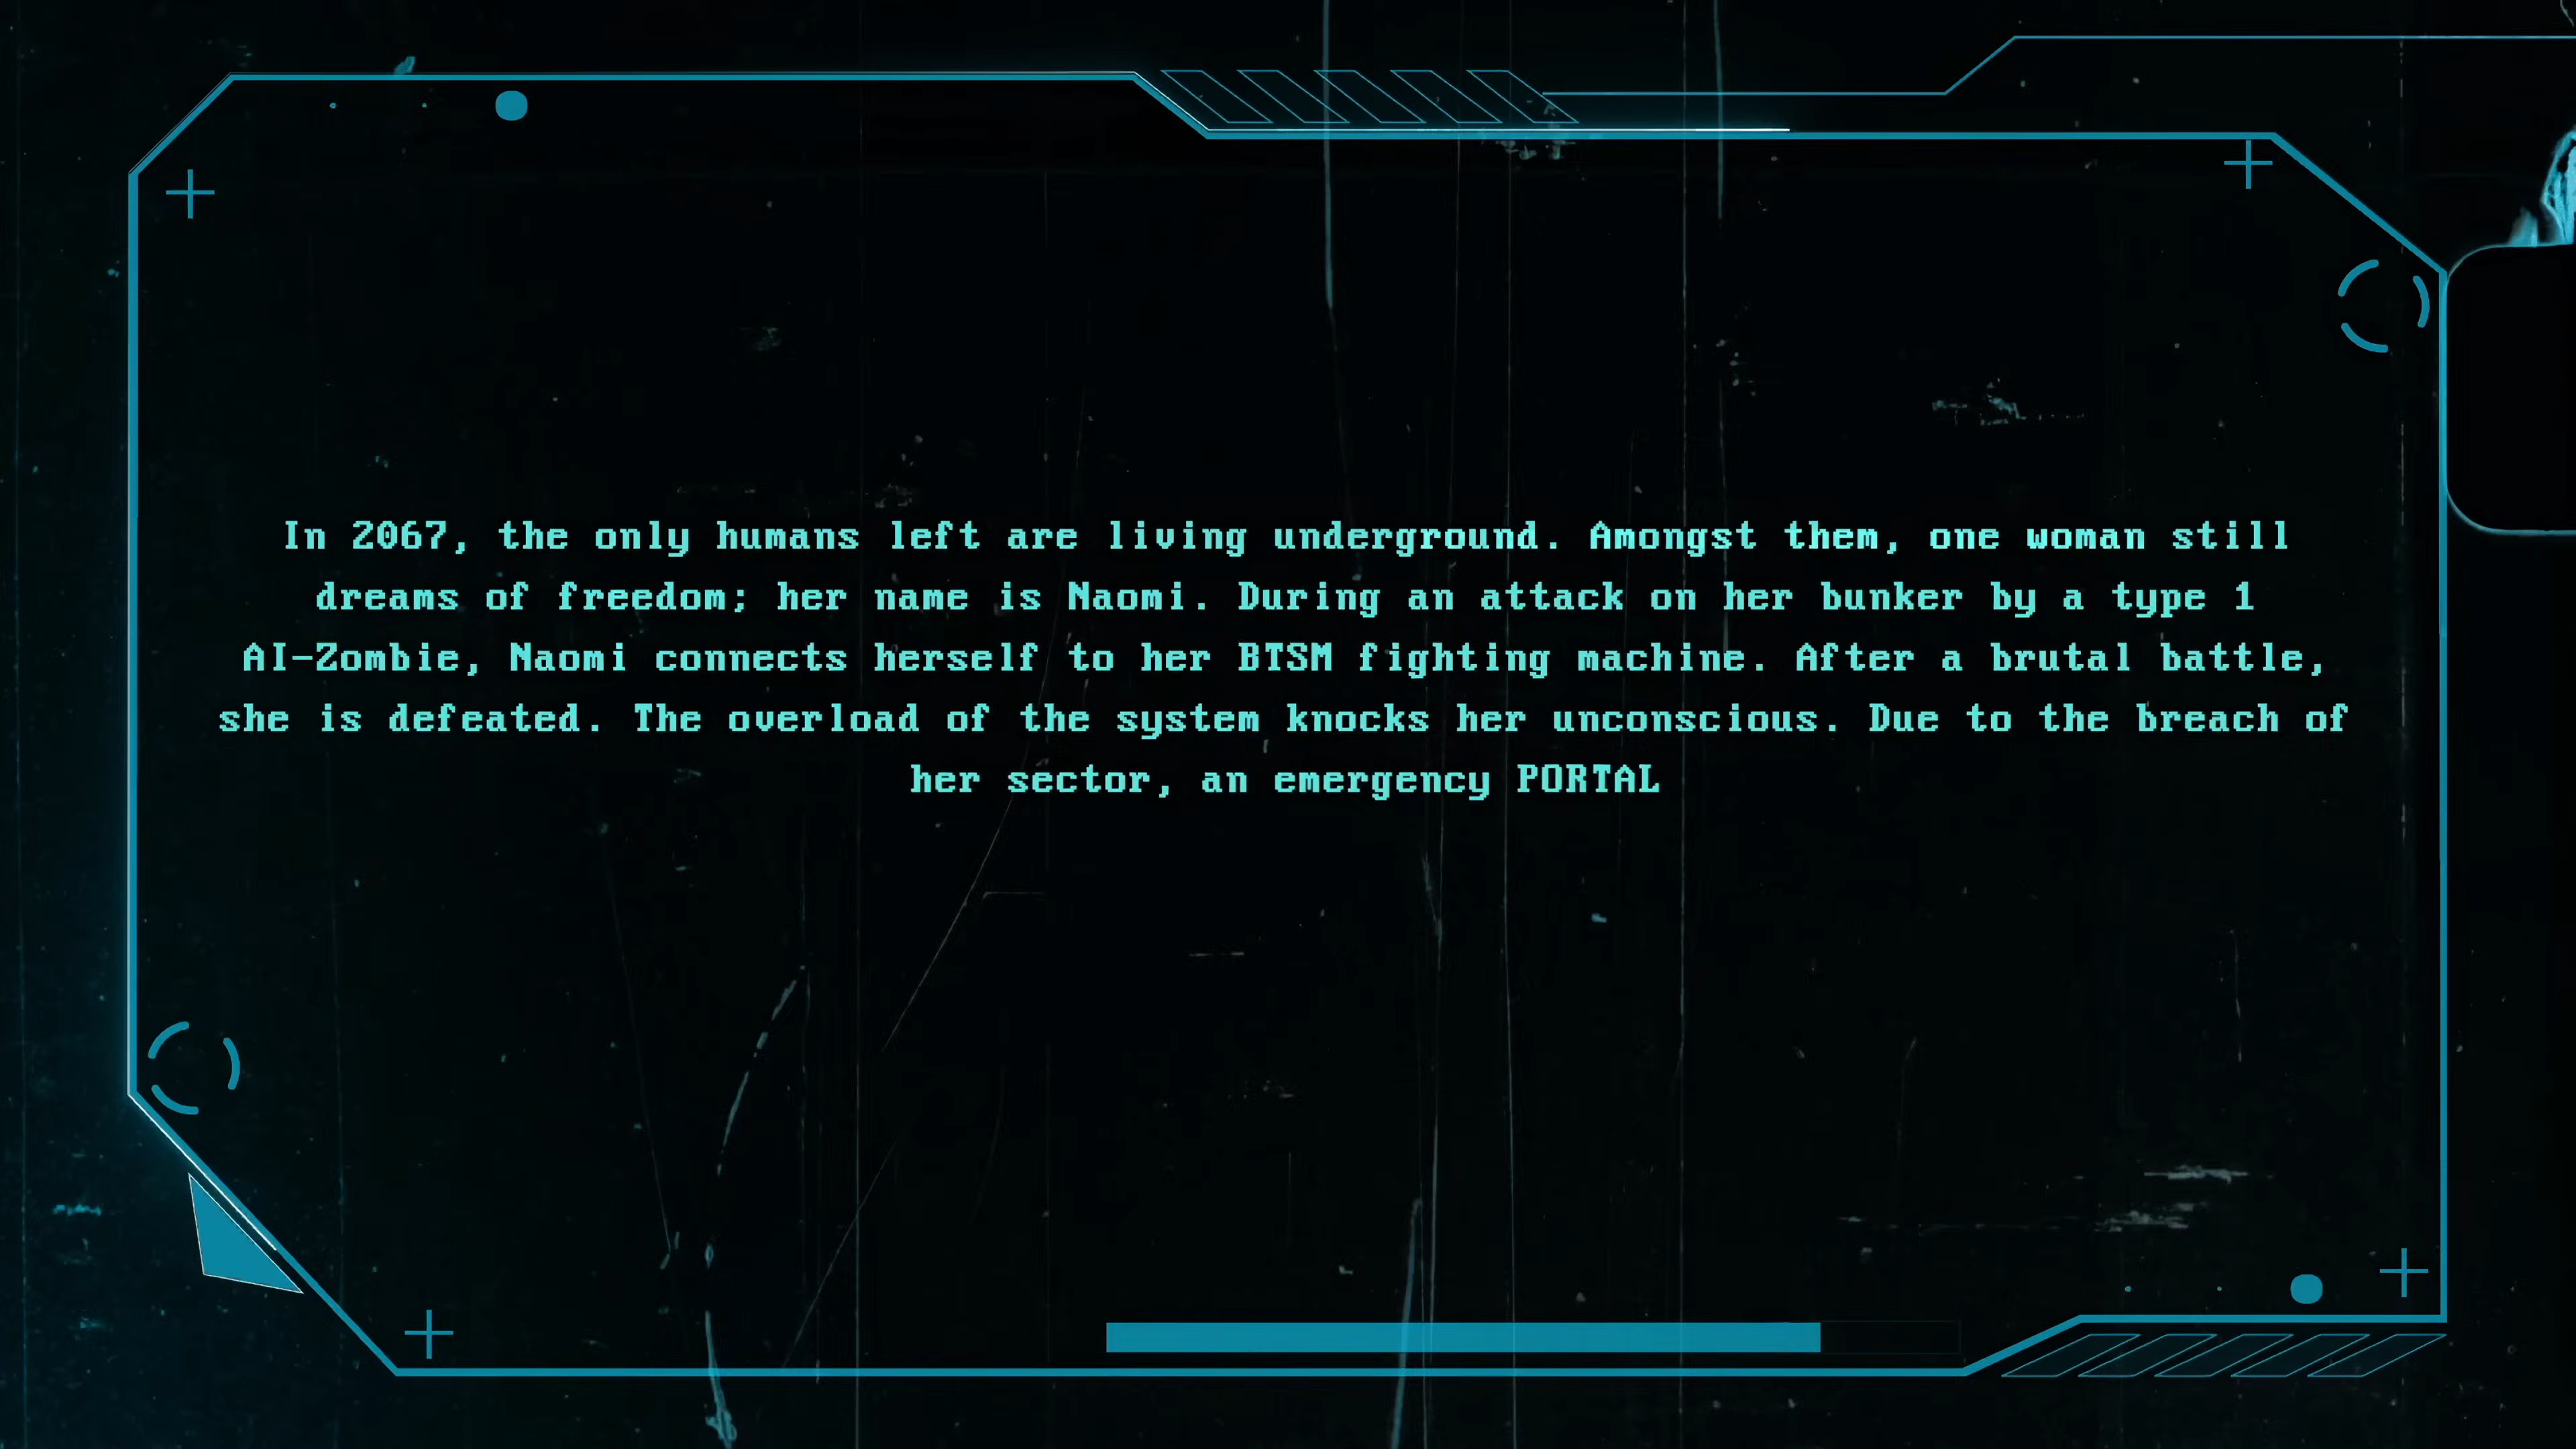 In 2067, the only humans left are living underground. Amongst them, one woman still
dreams of freedom; her name is Naomi. During an attack on her bunker by a type 1
AI-Zombie, Naomi connects herself to her BTSM fighting machine. After a brutal battle,
she is defeated. The overload of the system knocks her unconscious. Due to the breach of
her sector, an emergency PORTAL